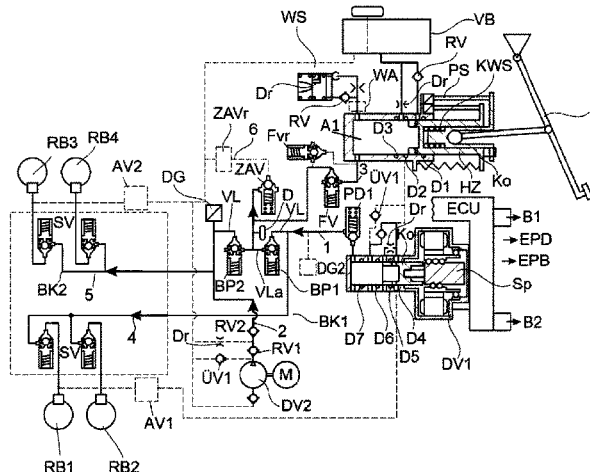 VB
WS
RV
KWS
PS
Dr
Dr
WA
RV
ZAVr
A1
D3
6
Fvr
ZAV
3
D2
D1
HZ
Ko
RB3
RB4
AV2
DG
VL
D
VL
FV
PD1
ÜV1
Dr
Ko
ECU
B1
EPD
EPB
B2
SV
1
BP2
BP1
DG2
Sp
BK2
5
VLa
RV2
2
BK1
D7
D6
D5
D4
DV1
4
Dr
RV1
SV
ÜV1
M
DV2
AV1
RB1
RB2